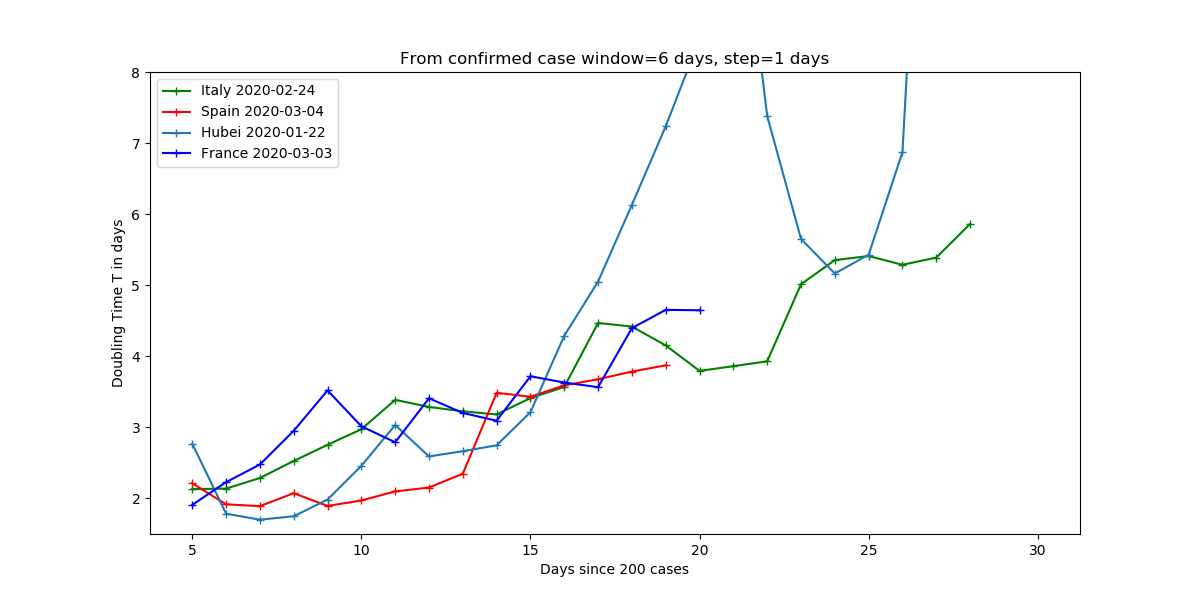 From confirmed case window=6 days, step=1 days
Italy 2020-02-24
Spain 2020-03-04
Hubei 2020-01-22
France 2020-03-03
Doubling Time T in days
8
7
6
5
4
3
2
5 10 15 20 25 30
Days since 200 cases